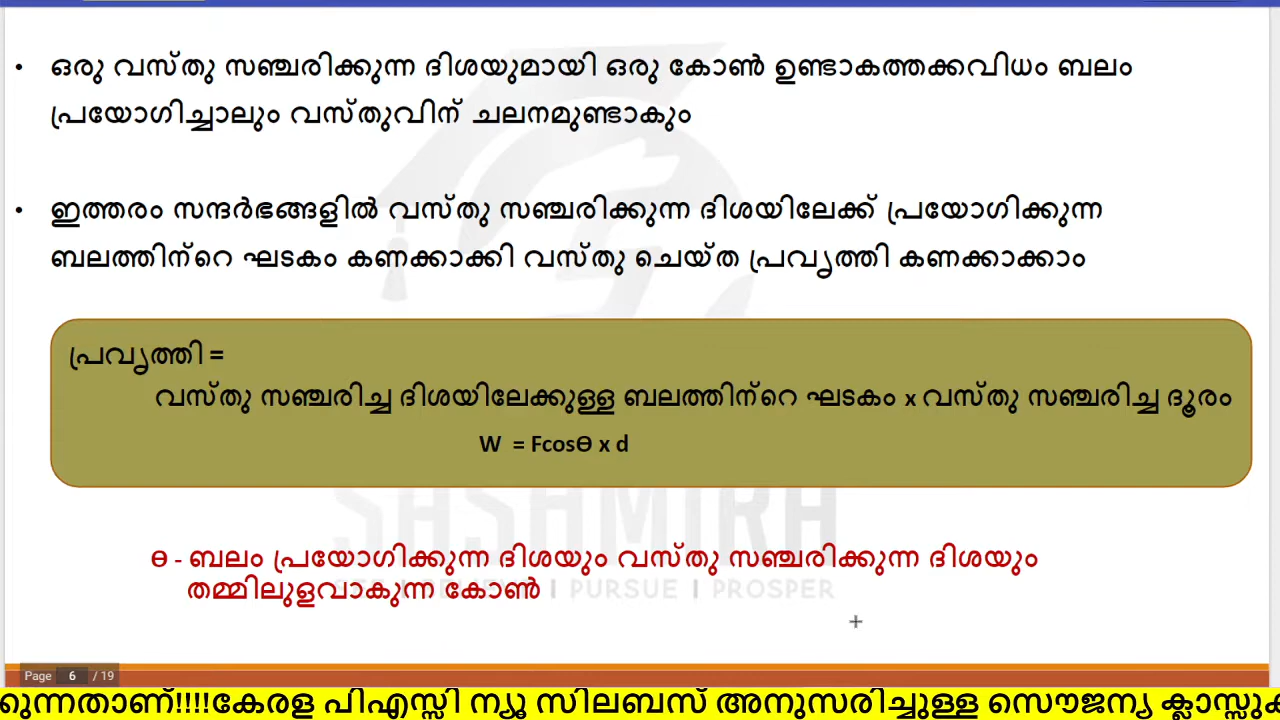 • ഒരു വസ്തു സഞ്ചരിക്കുന്ന ദിശയുമായി ഒരു കോൺ ഉണ്ടാകത്തക്കവിധം ബലം
പ്രയോഗിച്ചാലും വസ്തുവിന് ചലനമുണ്ടാകും
• ഇത്തരം സന്ദർഭങ്ങളിൽ വസ്തു സഞ്ചരിക്കുന്ന ദിശയിലേക്ക് പ്രയോഗിക്കുന്ന
ബലത്തിന്റെ ഘടകം കണക്കാക്കി വസ്തു ചെയ്ത പ്രവൃത്തി കണക്കാക്കാം
പ്രവൃത്തി =
വസ്തു സഞ്ചരിച്ച ദിശയിലേക്കുള്ള ബലത്തിന്റെ ഘടകം x വസ്തു സഞ്ചരിച്ച ദൂരം
W = Fcosθ x d
SASHMIRA
θ - ബലം പ്രയോഗിക്കുന്ന ദിശയും വസ്തു സഞ്ചരിക്കുന്ന ദിശയും
തമ്മിലുളവാകുന്ന കോൺ
| PURSUE | PROSPER
Page 6 / 19
ക്കുന്നതാണ്!!!!കേരള പിഎസ്സി ന്യൂ സിലബസ് അനുസരിച്ചുള്ള സൌജന്യ